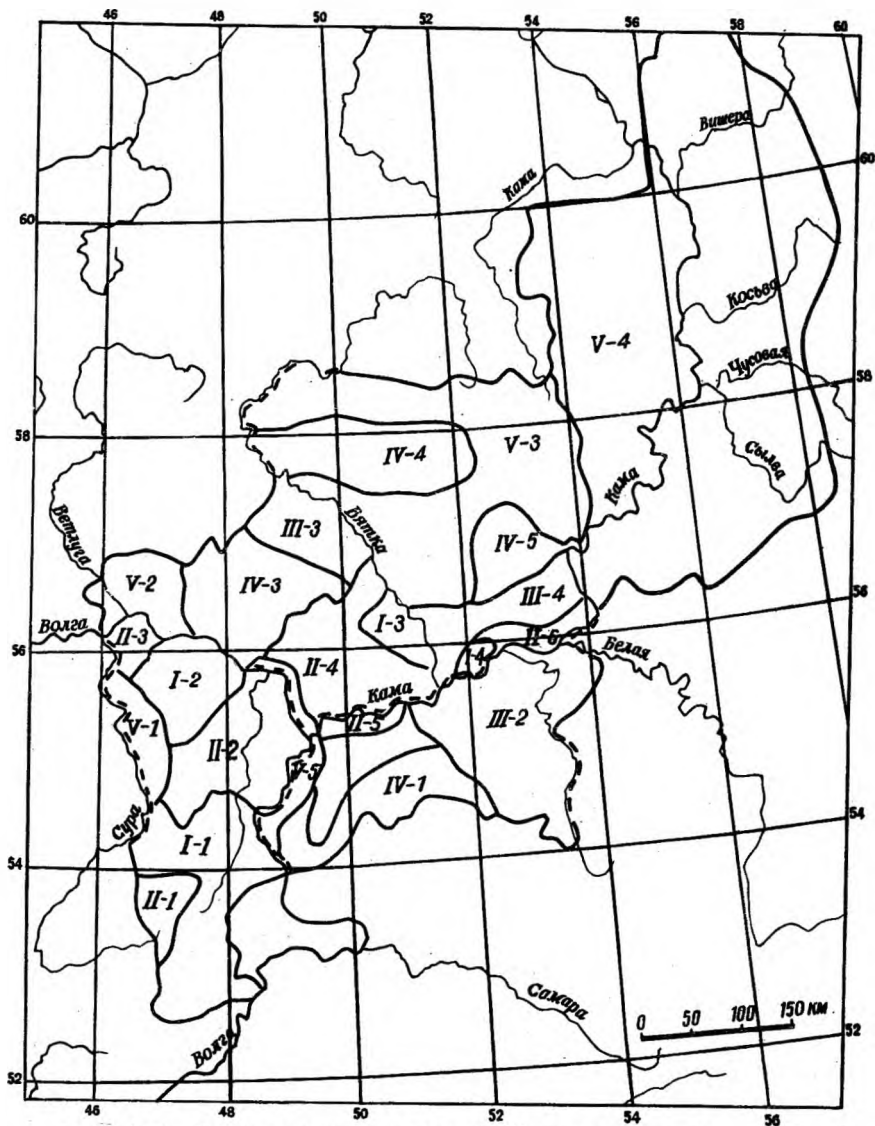 46 48 50 52 54 56 58 60
Вишера
Кама
60
60
Косьва
V-4
Чусовая
58
58
IV-4
V-3
Сылва
Кама
Ветлуга
III-3
Вятка
IV-5
V-2
IV-3
III-4
56
Волга
II-3
I-3
II-6
56
I-2
II-4
I-4
Белая
Кама
III-2
V-1
II-5
II-2
IV-1
Сура
54
I-1
54
II-1
Самара
0 50 100 150 км
Волга
52
52
46 48 50 52 54 56